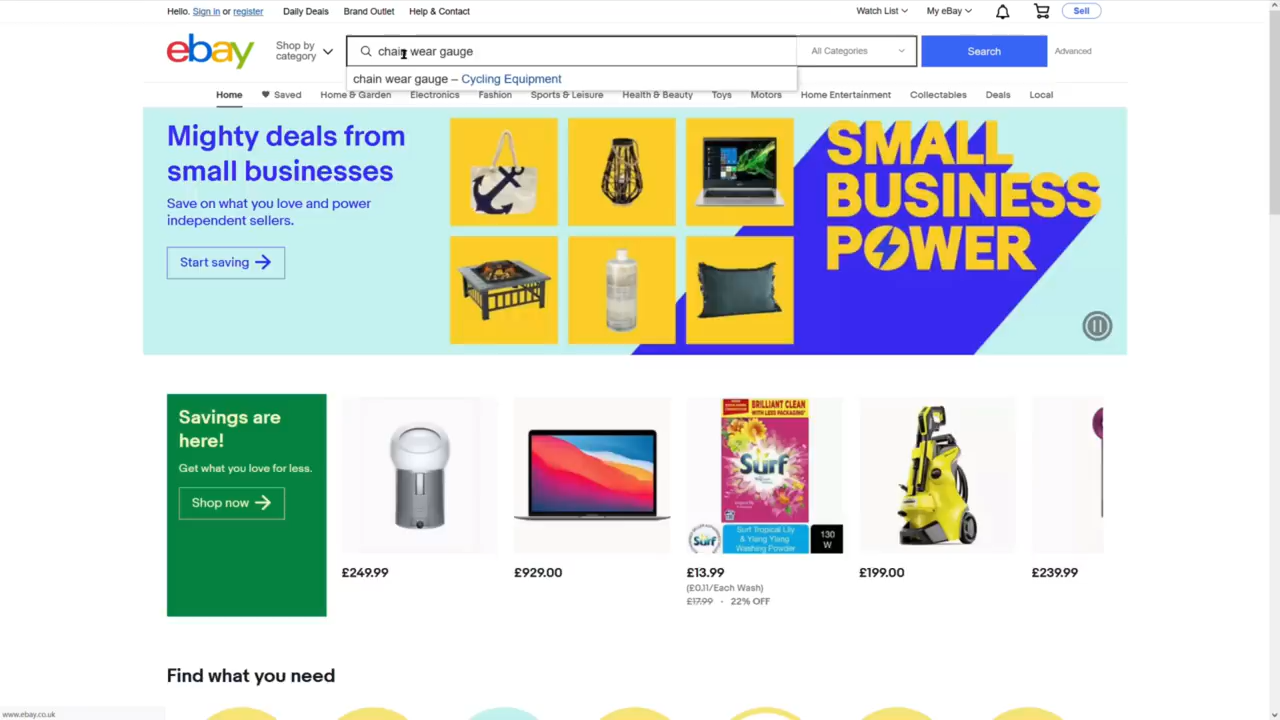 Hello. Sign in or register
Daily Deals
Brand Outlet
Help & Contact
Watch List
My eBay
Sell
ebay
Shop by
category
chain wear gauge
All Categories
Search
Advanced
chain wear gauge – Cycling Equipment
Home
Saved
Home & Garden
Electronics
Fashion
Sports & Leisure
Health & Beauty
Toys
Motors
Home Entertainment
Collectables
Deals
Local
Mighty deals from
small businesses
Save on what you love and power
independent sellers.
Start saving
SMALL
BUSINESS
POWER
Savings are
here!
Get what you love for less.
Shop now
BRILLIANT CLEAN
WITH LESS PACKAGING*
Surf
Surf
Surf Tropical Lily
& Ylang Ylang
Washing Powder
130
W
£249.99
£929.00
£13.99
(£0.11/Each Wash)
£17.99 · 22% OFF
£199.00
£239.99
Find what you need
www.ebay.co.uk